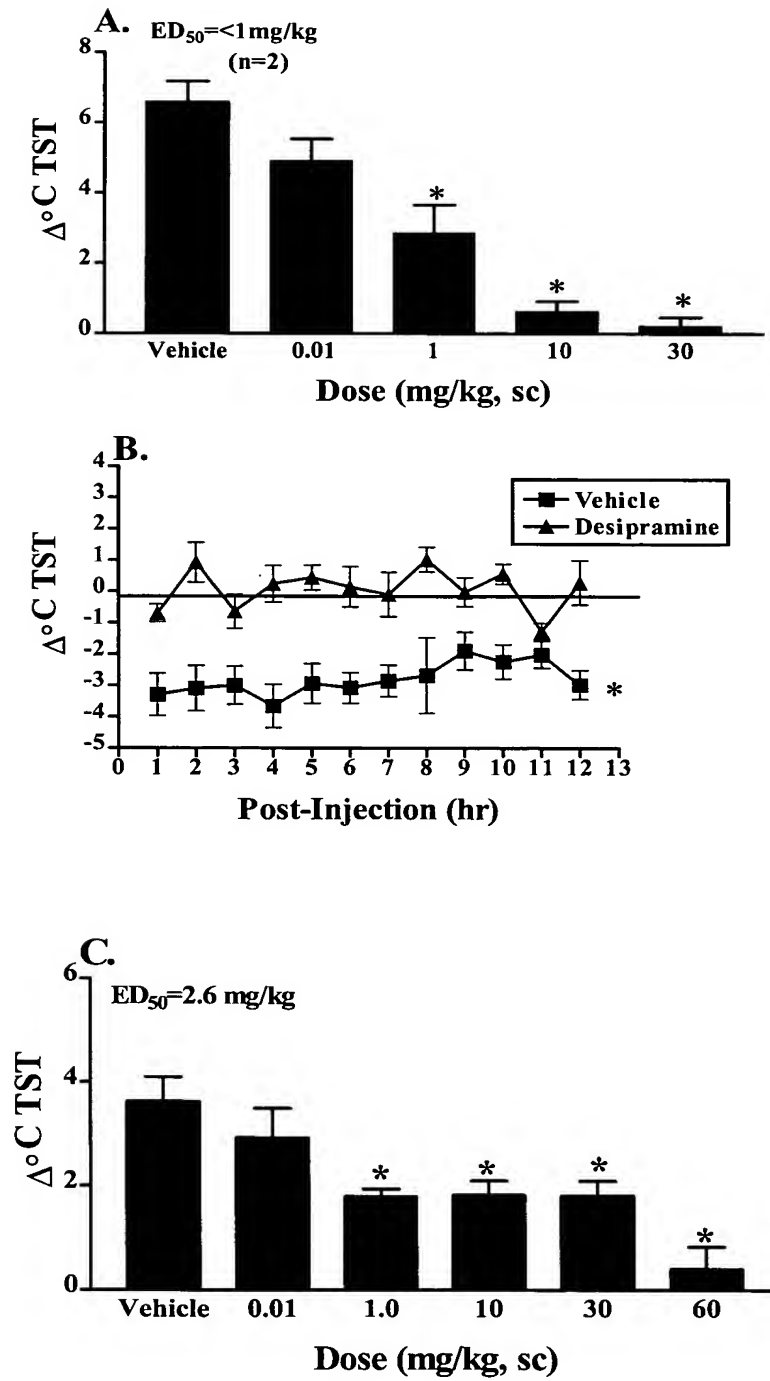 A.
ED50=<1mg/kg
(n=2)
8
6
4
2
0
Δ°C TST
*
*
*
Vehicle 0.01 1 10 30
Dose (mg/kg, sc)
B.
4
3
2
1
0
-1
-2
-3
-4
-5
Δ°C TST
Vehicle
Desipramine
*
0 1 2 3 4 5 6 7 8 9 10 11 12 13
Post-Injection (hr)
C.
ED50=2.6 mg/kg
6
4
2
0
Δ°C TST
*
*
*
*
Vehicle 0.01 1.0 10 30 60
Dose (mg/kg, sc)